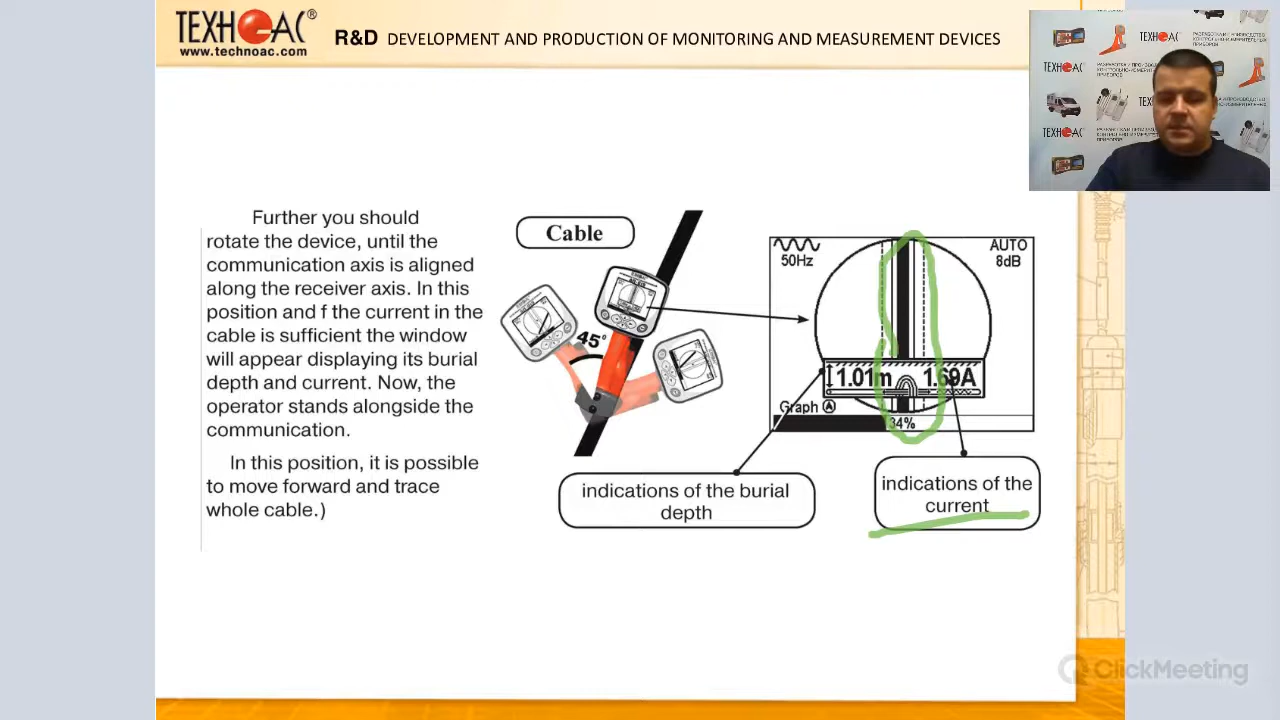 ТЕХНОАС®
www.technoac.com
R&D DEVELOPMENT AND PRODUCTION OF MONITORING AND MEASUREMENT DEVICES
ТЕХНОАС
ТЕХНОАС
ТЕХНОАС
Further you should
rotate the device, until the
communication axis is aligned
along the receiver axis. In this
position and f the current in the
cable is sufficient the window
will appear displaying its burial
depth and current. Now, the
operator stands alongside the
communication.
In this position, it is possible
to move forward and trace
whole cable.)
Cable
45°
50Hz
AUTO
8dB
1.01m
1.69A
Graph A
34%
indications of the burial
depth
indications of the
current
ClickMeeting